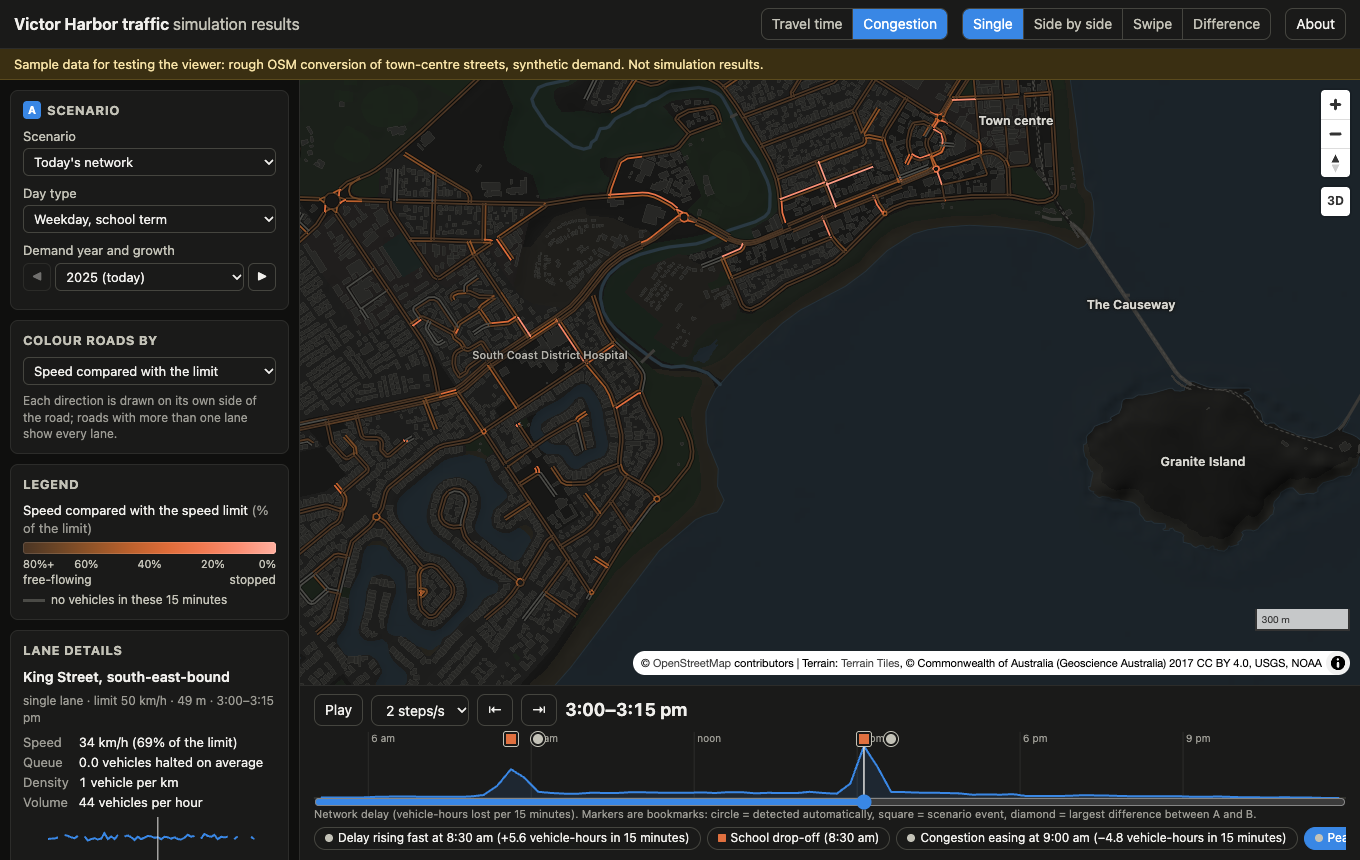 Victor Harbor traffic simulation results
Travel time
Congestion
Single
Side by side
Swipe
Difference
About
Sample data for testing the viewer: rough OSM conversion of town-centre streets, synthetic demand. Not simulation results.
A SCENARIO
Scenario
Today's network
Day type
Weekday, school term
Demand year and growth
2025 (today)
COLOUR ROADS BY
Speed compared with the limit
Each direction is drawn on its own side of
the road; roads with more than one lane
show every lane.
LEGEND
Speed compared with the speed limit (%
of the limit)
80%+ 60% 40% 20% 0%
free-flowing stopped
no vehicles in these 15 minutes
LANE DETAILS
King Street, south-east-bound
single lane · limit 50 km/h · 49 m · 3:00–3:15
pm
Speed 34 km/h (69% of the limit)
Queue 0.0 vehicles halted on average
Density 1 vehicle per km
Volume 44 vehicles per hour
Town centre
The Causeway
South Coast District Hospital
Granite Island
3D
300 m
© OpenStreetMap contributors | Terrain: Terrain Tiles, © Commonwealth of Australia (Geoscience Australia) 2017 CC BY 4.0, USGS, NOAA
Play
2 steps/s
3:00–3:15 pm
6 am
noon
6 pm
9 pm
Network delay (vehicle-hours lost per 15 minutes). Markers are bookmarks: circle = detected automatically, square = scenario event, diamond = largest difference between A and B.
Delay rising fast at 8:30 am (+5.6 vehicle-hours in 15 minutes)
School drop-off (8:30 am)
Congestion easing at 9:00 am (−4.8 vehicle-hours in 15 minutes)